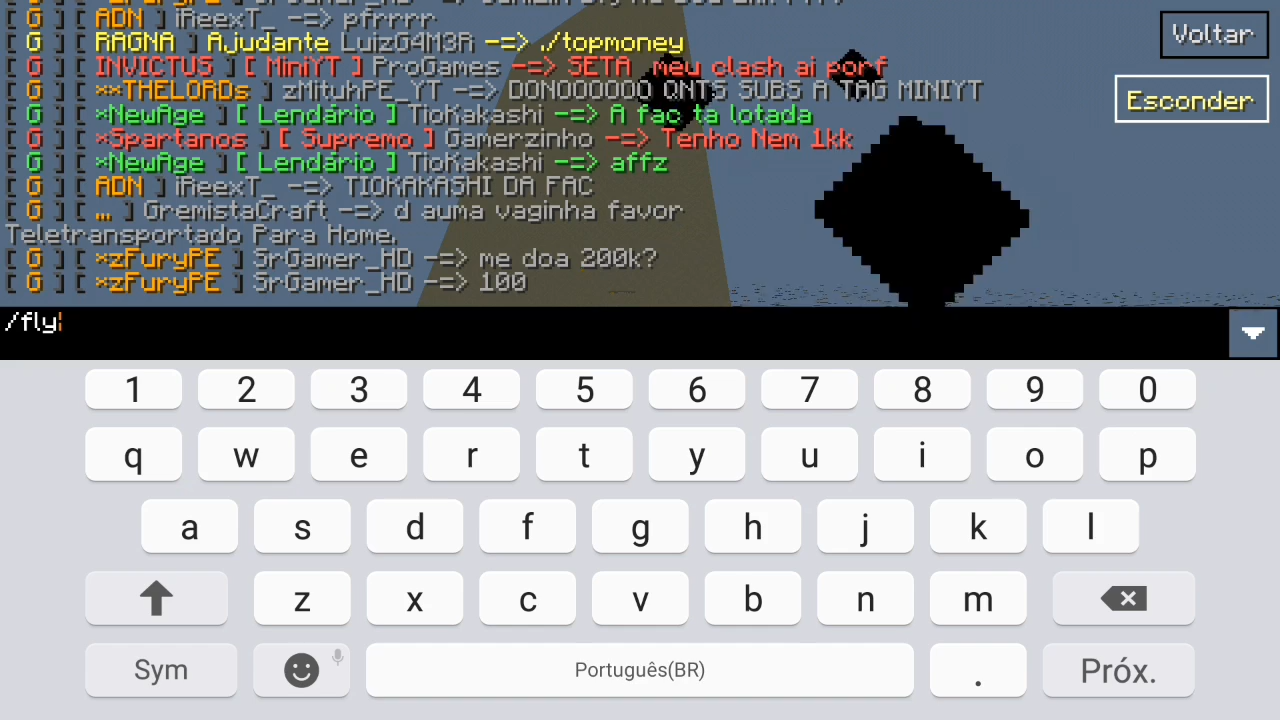 [ G ] [ ADN ] iReexT_ -=> pfrrrr
[ G ] [ RAGNA ] Ajudante LuizG4M3R -=> ./topmoney
[ G ] [ INVICTUS ] [ MiniYT ] ProGames -=> SETA meu clash ai porf
[ G ] [ **THELORDs ] zMituhPE_YT -=> DONOOOOOO QNTS SUBS A TAG MINIYT
[ G ] [ *NewAge ] [ Lendário ] TioKakashi -=> A fac ta lotada
[ G ] [ *Spartanos ] [ Supremo ] Gamerzinho -=> Tenho Nem 1kk
[ G ] [ *NewAge ] [ Lendário ] TioKakashi -=> affz
[ G ] [ ADN ] iReexT_ -=> TIOKAKASHI DA FAC
[ G ] [ ... ] GremistaCraft -=> d auma vaginha favor
Teletransportado Para Home.
[ G ] [ *zFuryPE ] SrGamer_HD -=> me doa 200k?
[ G ] [ *zFuryPE ] SrGamer_HD -=> 100
Voltar
Esconder
/fly
1 2 3 4 5 6 7 8 9 0
q w e r t y u i o p
a s d f g h j k l
z x c v b n m
Sym Português(BR) . Próx.